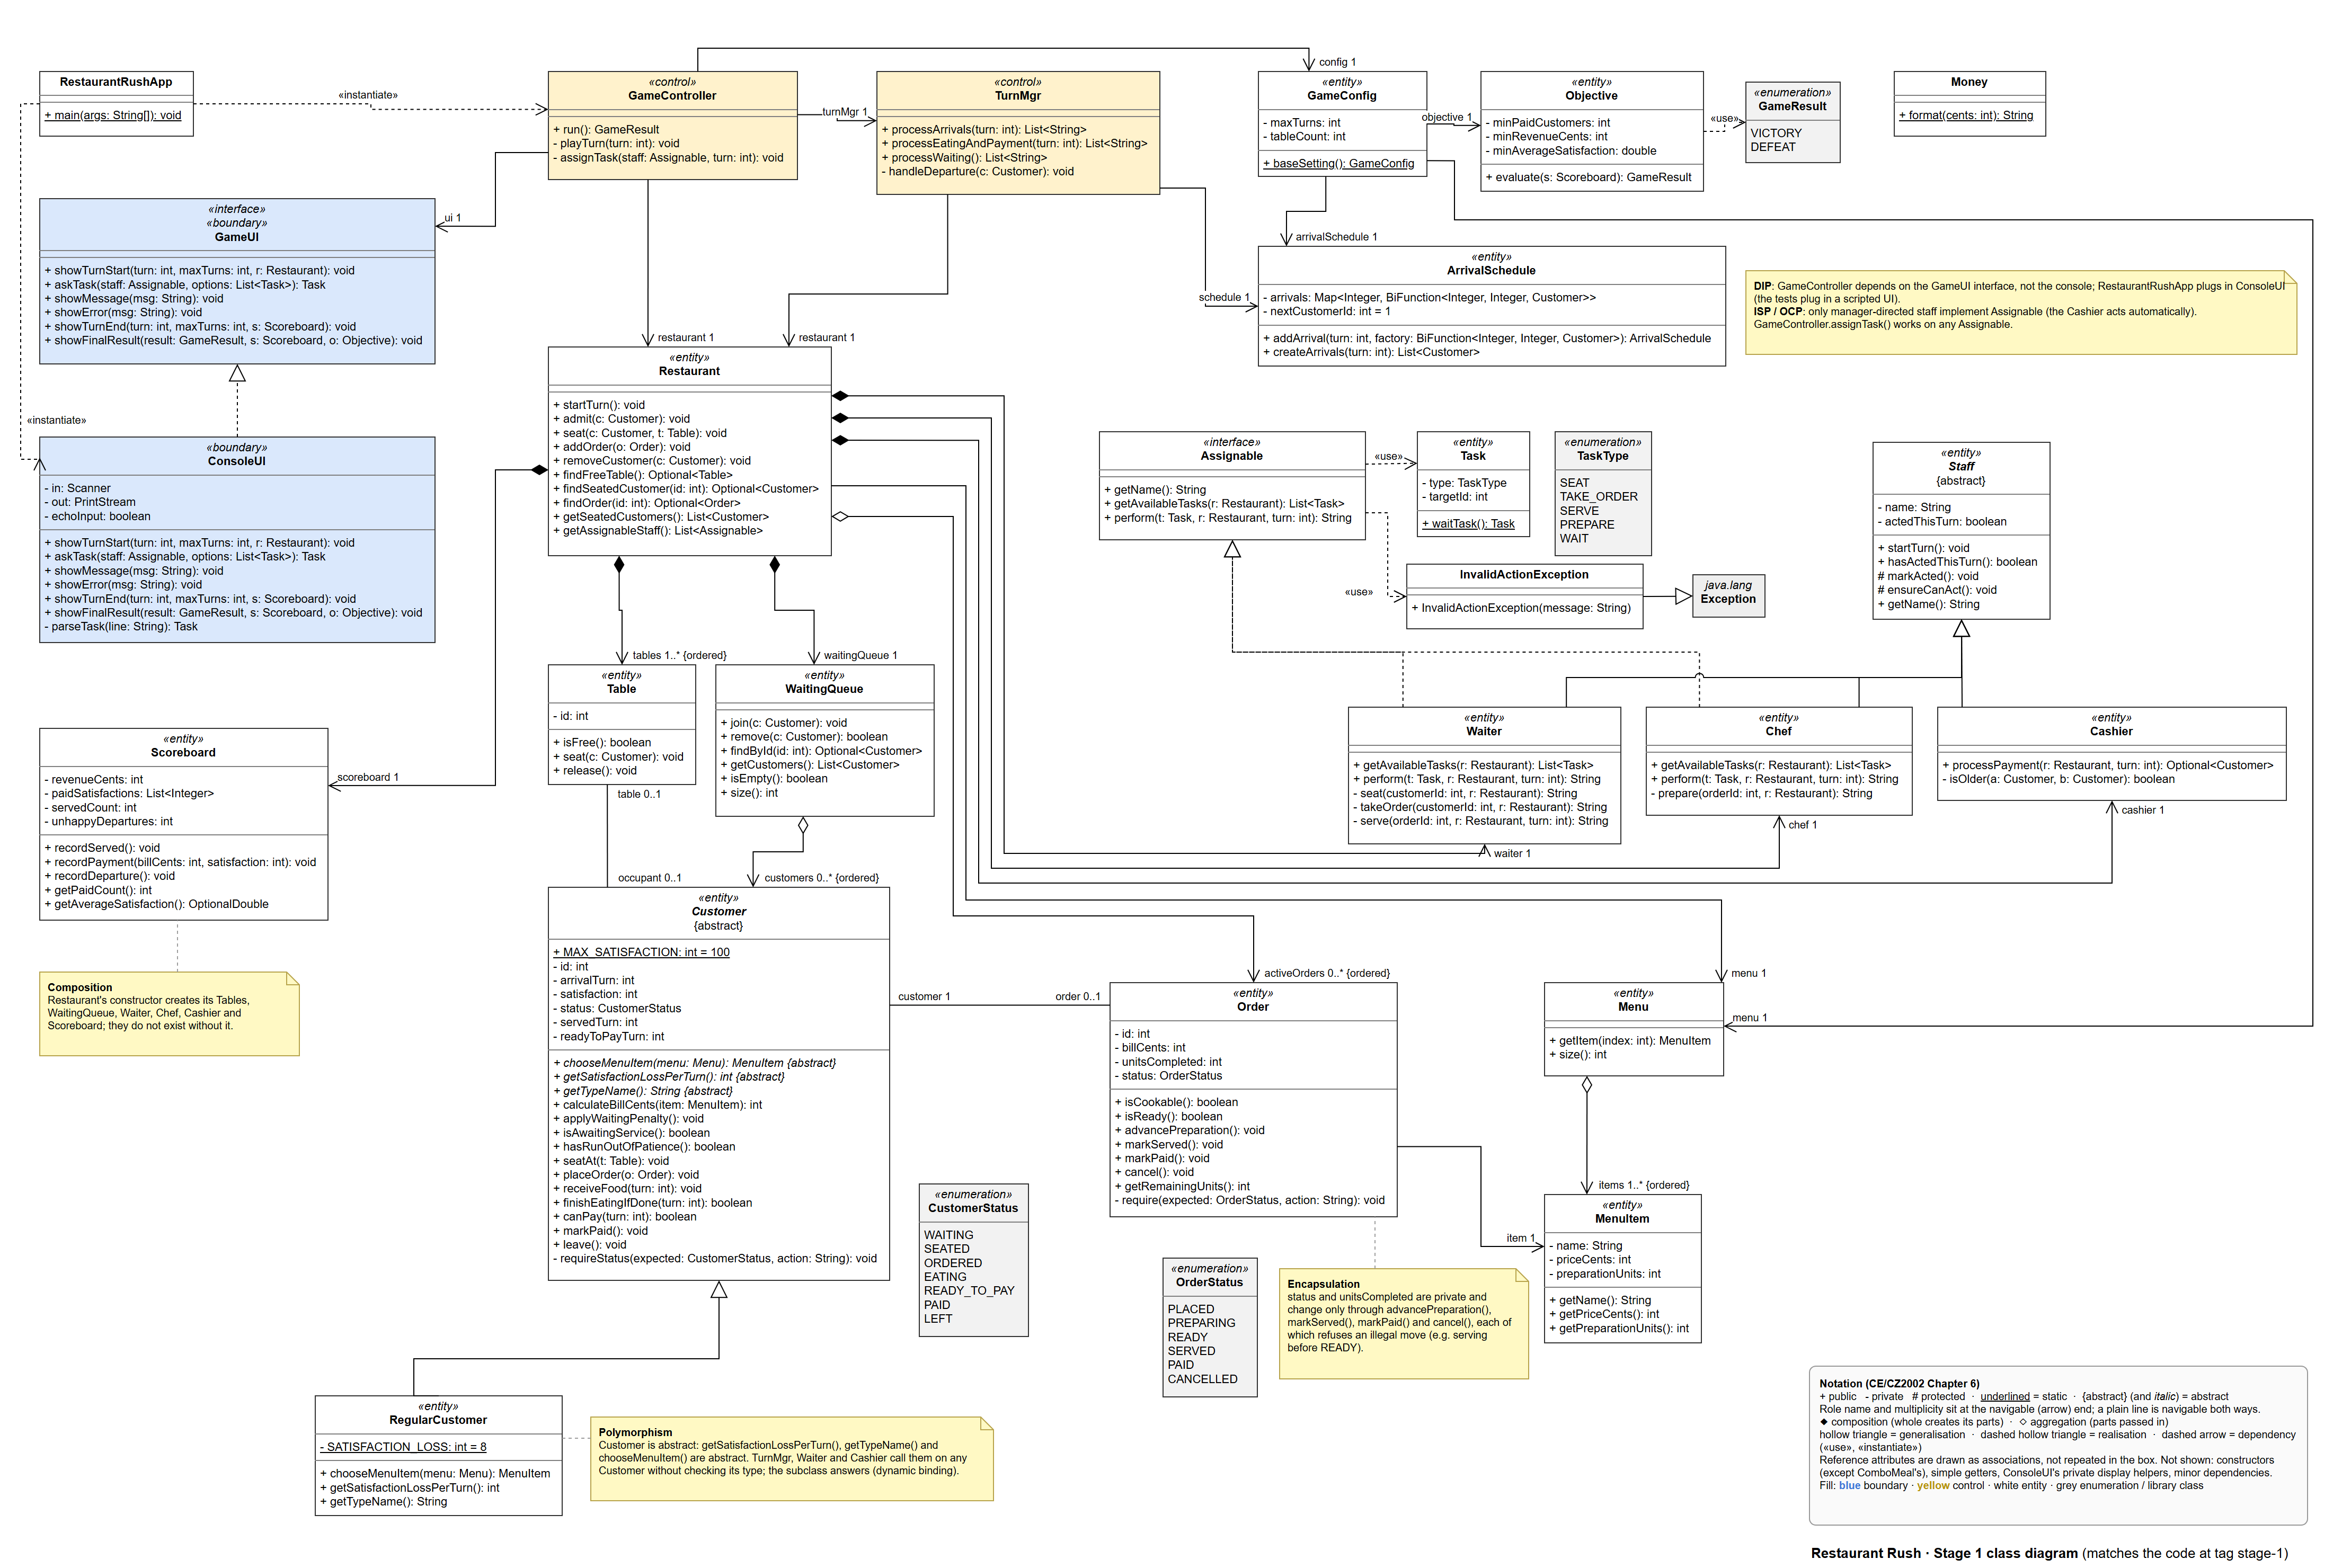 RestaurantRushApp
+ main(args: String[]): void
«instantiate»
«instantiate»
«control»
GameController
+ run(): GameResult
- playTurn(turn: int): void
- assignTask(staff: Assignable, turn: int): void
turnMgr 1
«control»
TurnMgr
+ processArrivals(turn: int): List<String>
+ processEatingAndPayment(turn: int): List<String>
+ processWaiting(): List<String>
- handleDeparture(c: Customer): void
config 1
«entity»
GameConfig
- maxTurns: int
- tableCount: int
+ baseSetting(): GameConfig
objective 1
«entity»
Objective
- minPaidCustomers: int
- minRevenueCents: int
- minAverageSatisfaction: double
+ evaluate(s: Scoreboard): GameResult
«use»
«enumeration»
GameResult
VICTORY
DEFEAT
Money
+ format(cents: int): String
ui 1
«interface»
«boundary»
GameUI
+ showTurnStart(turn: int, maxTurns: int, r: Restaurant): void
+ askTask(staff: Assignable, options: List<Task>): Task
+ showMessage(msg: String): void
+ showError(msg: String): void
+ showTurnEnd(turn: int, maxTurns: int, s: Scoreboard): void
+ showFinalResult(result: GameResult, s: Scoreboard, o: Objective): void
«boundary»
ConsoleUI
- in: Scanner
- out: PrintStream
- echoInput: boolean
+ showTurnStart(turn: int, maxTurns: int, r: Restaurant): void
+ askTask(staff: Assignable, options: List<Task>): Task
+ showMessage(msg: String): void
+ showError(msg: String): void
+ showTurnEnd(turn: int, maxTurns: int, s: Scoreboard): void
+ showFinalResult(result: GameResult, s: Scoreboard, o: Objective): void
- parseTask(line: String): Task
arrivalSchedule 1
schedule 1
«entity»
ArrivalSchedule
- arrivals: Map<Integer, BiFunction<Integer, Integer, Customer>>
- nextCustomerId: int = 1
+ addArrival(turn: int, factory: BiFunction<Integer, Integer, Customer>): ArrivalSchedule
+ createArrivals(turn: int): List<Customer>
DIP: GameController depends on the GameUI interface, not the console; RestaurantRushApp plugs in ConsoleUI
(the tests plug in a scripted UI).
ISP / OCP: only manager-directed staff implement Assignable (the Cashier acts automatically).
GameController.assignTask() works on any Assignable.
restaurant 1
restaurant 1
«entity»
Restaurant
+ startTurn(): void
+ admit(c: Customer): void
+ seat(c: Customer, t: Table): void
+ addOrder(o: Order): void
+ removeCustomer(c: Customer): void
+ findFreeTable(): Optional<Table>
+ findSeatedCustomer(id: int): Optional<Customer>
+ findOrder(id: int): Optional<Order>
+ getSeatedCustomers(): List<Customer>
+ getAssignableStaff(): List<Assignable>
«interface»
Assignable
+ getName(): String
+ getAvailableTasks(r: Restaurant): List<Task>
+ perform(t: Task, r: Restaurant, turn: int): String
«use»
«entity»
Task
- type: TaskType
- targetId: int
+ waitTask(): Task
«enumeration»
TaskType
SEAT
TAKE_ORDER
SERVE
PREPARE
WAIT
«use»
InvalidActionException
+ InvalidActionException(message: String)
java.lang
Exception
«entity»
Staff
{abstract}
- name: String
- actedThisTurn: boolean
+ startTurn(): void
+ hasActedThisTurn(): boolean
# markActed(): void
# ensureCanAct(): void
+ getName(): String
tables 1..* {ordered}
«entity»
Table
- id: int
+ isFree(): boolean
+ seat(c: Customer): void
+ release(): void
table 0..1
waitingQueue 1
«entity»
WaitingQueue
+ join(c: Customer): void
+ remove(c: Customer): boolean
+ findById(id: int): Optional<Customer>
+ getCustomers(): List<Customer>
+ isEmpty(): boolean
+ size(): int
«entity»
Waiter
+ getAvailableTasks(r: Restaurant): List<Task>
+ perform(t: Task, r: Restaurant, turn: int): String
- seat(customerId: int, r: Restaurant): String
- takeOrder(customerId: int, r: Restaurant): String
- serve(orderId: int, r: Restaurant, turn: int): String
waiter 1
«entity»
Chef
+ getAvailableTasks(r: Restaurant): List<Task>
+ perform(t: Task, r: Restaurant, turn: int): String
- prepare(orderId: int, r: Restaurant): String
chef 1
«entity»
Cashier
+ processPayment(r: Restaurant, turn: int): Optional<Customer>
- isOlder(a: Customer, b: Customer): boolean
cashier 1
scoreboard 1
«entity»
Scoreboard
- revenueCents: int
- paidSatisfactions: List<Integer>
- servedCount: int
- unhappyDepartures: int
+ recordServed(): void
+ recordPayment(billCents: int, satisfaction: int): void
+ recordDeparture(): void
+ getPaidCount(): int
+ getAverageSatisfaction(): OptionalDouble
Composition
Restaurant's constructor creates its Tables,
WaitingQueue, Waiter, Chef, Cashier and
Scoreboard; they do not exist without it.
occupant 0..1
customers 0..* {ordered}
«entity»
Customer
{abstract}
+ MAX_SATISFACTION: int = 100
- id: int
- arrivalTurn: int
- satisfaction: int
- status: CustomerStatus
- servedTurn: int
- readyToPayTurn: int
+ chooseMenuItem(menu: Menu): MenuItem {abstract}
+ getSatisfactionLossPerTurn(): int {abstract}
+ getTypeName(): String {abstract}
+ calculateBillCents(item: MenuItem): int
+ applyWaitingPenalty(): void
+ isAwaitingService(): boolean
+ hasRunOutOfPatience(): boolean
+ seatAt(t: Table): void
+ placeOrder(o: Order): void
+ receiveFood(turn: int): void
+ finishEatingIfDone(turn: int): boolean
+ canPay(turn: int): boolean
+ markPaid(): void
+ leave(): void
- requireStatus(expected: CustomerStatus, action: String): void
customer 1
order 0..1
activeOrders 0..* {ordered}
«entity»
Order
- id: int
- billCents: int
- unitsCompleted: int
- status: OrderStatus
+ isCookable(): boolean
+ isReady(): boolean
+ advancePreparation(): void
+ markServed(): void
+ markPaid(): void
+ cancel(): void
+ getRemainingUnits(): int
- require(expected: OrderStatus, action: String): void
menu 1
menu 1
«entity»
Menu
+ getItem(index: int): MenuItem
+ size(): int
items 1..* {ordered}
item 1
«entity»
MenuItem
- name: String
- priceCents: int
- preparationUnits: int
+ getName(): String
+ getPriceCents(): int
+ getPreparationUnits(): int
«enumeration»
CustomerStatus
WAITING
SEATED
ORDERED
EATING
READY_TO_PAY
PAID
LEFT
«enumeration»
OrderStatus
PLACED
PREPARING
READY
SERVED
PAID
CANCELLED
Encapsulation
status and unitsCompleted are private and
change only through advancePreparation(),
markServed(), markPaid() and cancel(), each of
which refuses an illegal move (e.g. serving
before READY).
«entity»
RegularCustomer
- SATISFACTION_LOSS: int = 8
+ chooseMenuItem(menu: Menu): MenuItem
+ getSatisfactionLossPerTurn(): int
+ getTypeName(): String
Polymorphism
Customer is abstract: getSatisfactionLossPerTurn(), getTypeName() and
chooseMenuItem() are abstract. TurnMgr, Waiter and Cashier call them on any
Customer without checking its type; the subclass answers (dynamic binding).
Notation (CE/CZ2002 Chapter 6)
+ public - private # protected · underlined = static · {abstract} (and italic) = abstract
Role name and multiplicity sit at the navigable (arrow) end; a plain line is navigable both ways.
◆ composition (whole creates its parts) · ◇ aggregation (parts passed in)
hollow triangle = generalisation · dashed hollow triangle = realisation · dashed arrow = dependency
(«use», «instantiate»)
Reference attributes are drawn as associations, not repeated in the box. Not shown: constructors
(except ComboMeal's), simple getters, ConsoleUI's private display helpers, minor dependencies.
Fill: blue boundary · yellow control · white entity · grey enumeration / library class
Restaurant Rush · Stage 1 class diagram (matches the code at tag stage-1)